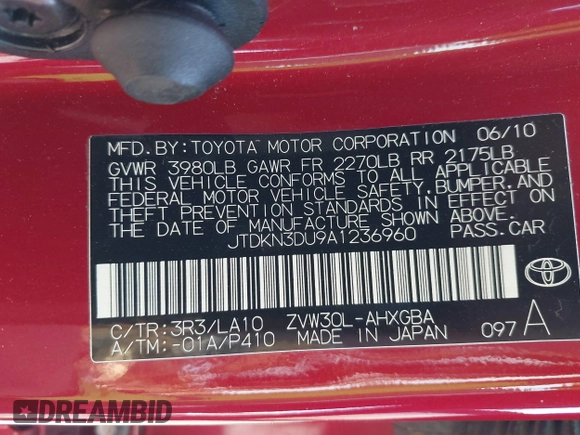 MFD.BY:TOYOTA MOTOR CORPORATION 06/10
GVWR 3980LB GAWR FR 2270LB RR 2175LB
THIS VEHICLE CONFORMS TO ALL APPLICABLE
FEDERAL MOTOR VEHICLE SAFETY,BUMPER,AND
THEFT PREVENTION STANDARDS IN EFFECT ON
THE DATE OF MANUFACTURE SHOWN ABOVE.
JTDKN3DU9A1236960 PASS.CAR
TOYOTA
C/TR:3R3/LA10 ZVW30L-AHXGBA
A/TM:-01A/P410 MADE IN JAPAN 097A
DREAMBID